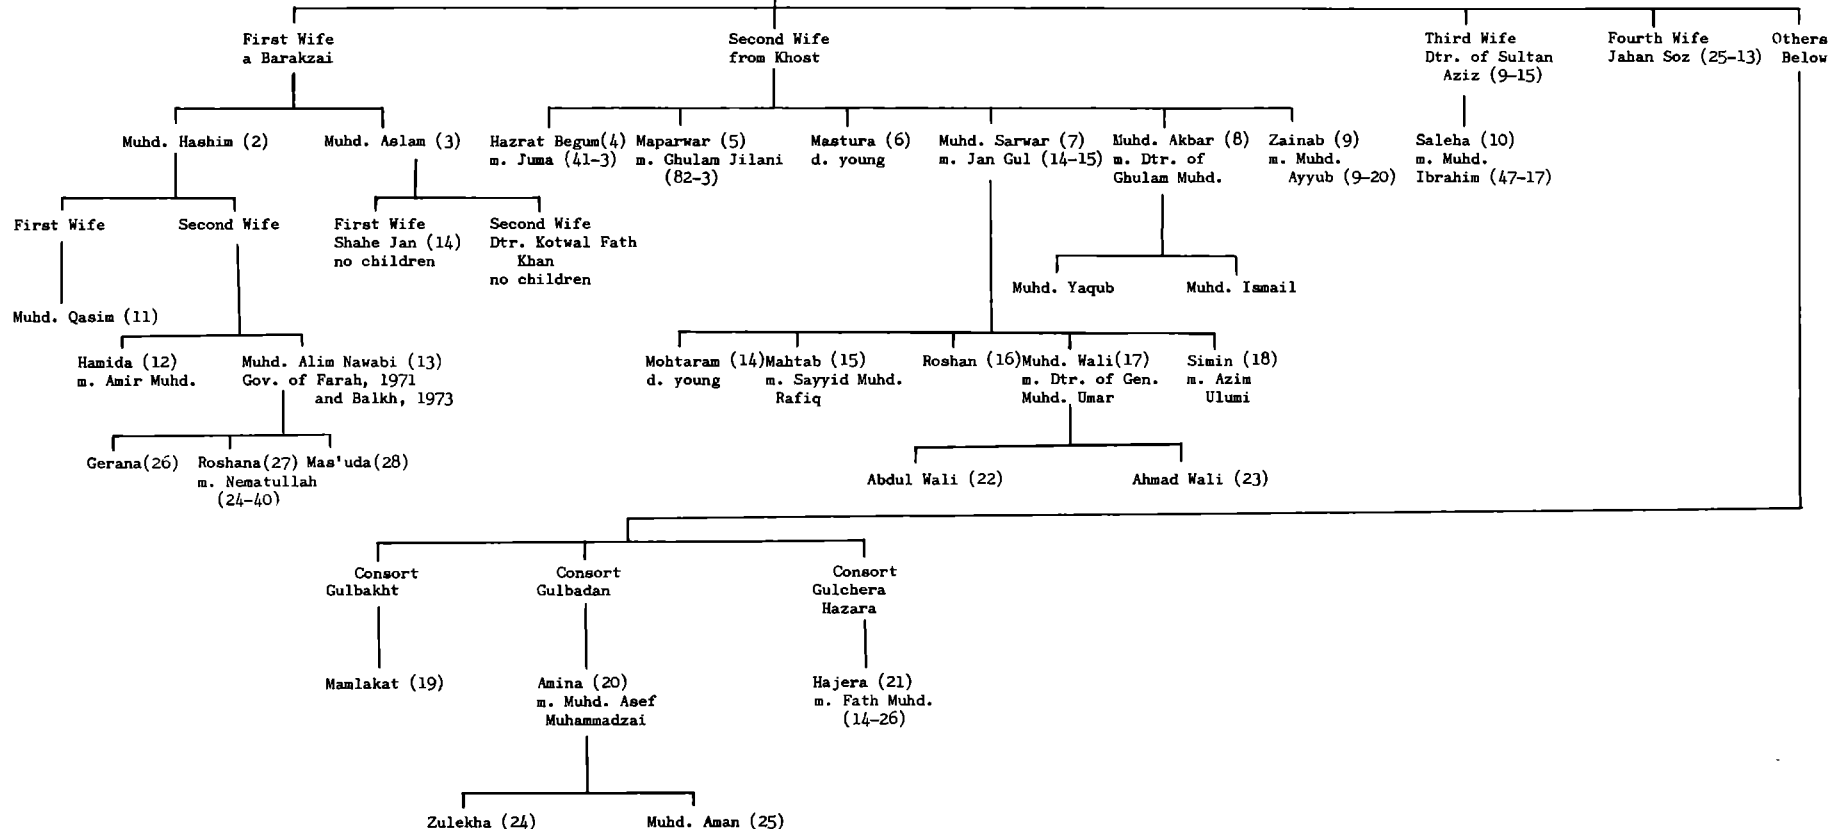 First Wife
a Barakzai
Second Wife
from Khost
Third Wife
Dtr. of Sultan
Aziz (9-15)
Fourth Wife
Jahan Soz (25-13)
Others
Below
Muhd. Hashim (2)
Muhd. Aslam (3)
Hazrat Begum(4)
m. Juma (41-3)
Maparwar (5)
m. Ghulam Jilani
(82-3)
Mastura (6)
d. young
Muhd. Sarwar (7)
m. Jan Gul (14-15)
Muhd. Akbar (8)
m. Dtr. of
Ghulam Muhd.
Zainab (9)
m. Muhd.
Ayyub (9-20)
Saleha (10)
m. Muhd.
Ibrahim (47-17)
First Wife
Second Wife
First Wife
Shahe Jan (14)
no children
Second Wife
Dtr. Kotwal Fath
Khan
no children
Muhd. Yaqub
Muhd. Ismail
Muhd. Qasim (11)
Hamida (12)
m. Amir Muhd.
Muhd. Alim Nawabi (13)
Gov. of Farah, 1971
and Balkh, 1973
Mohtaram (14)
d. young
Mahtab (15)
m. Sayyid Muhd.
Rafiq
Roshan (16)
Muhd. Wali(17)
m. Dtr. of Gen.
Muhd. Umar
Simin (18)
m. Azim
Ulumi
Gerana(26)
Roshana(27)
m. Nematullah
(24-40)
Mas'uda(28)
Abdul Wali (22)
Ahmad Wali (23)
Consort
Gulbakht
Consort
Gulbadan
Consort
Gulchera
Hazara
Mamlakat (19)
Amina (20)
m. Muhd. Asef
Muhammadzai
Hajera (21)
m. Fath Muhd.
(14-26)
Zulekha (24)
Muhd. Aman (25)